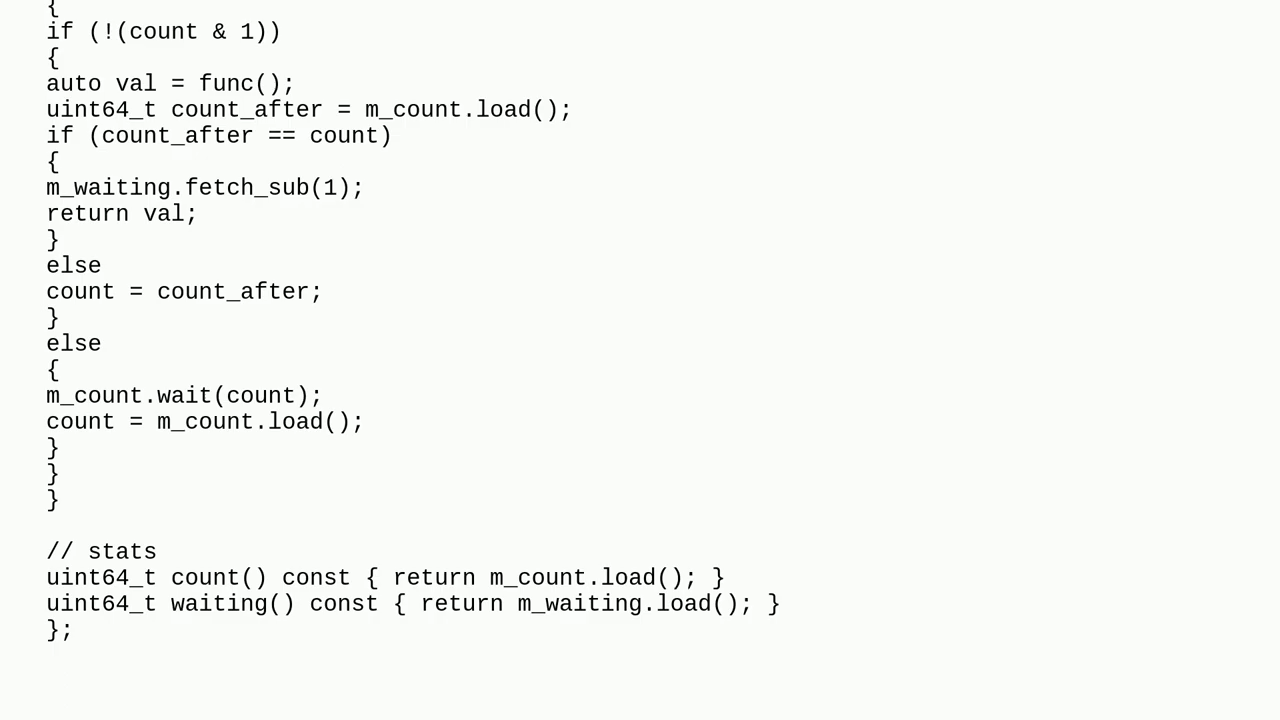 {
if (!(count & 1))
{
auto val = func();
uint64_t count_after = m_count.load();
if (count_after == count)
{
m_waiting.fetch_sub(1);
return val;
}
else
count = count_after;
}
else
{
m_count.wait(count);
count = m_count.load();
}
}
}

// stats
uint64_t count() const { return m_count.load(); }
uint64_t waiting() const { return m_waiting.load(); }
};